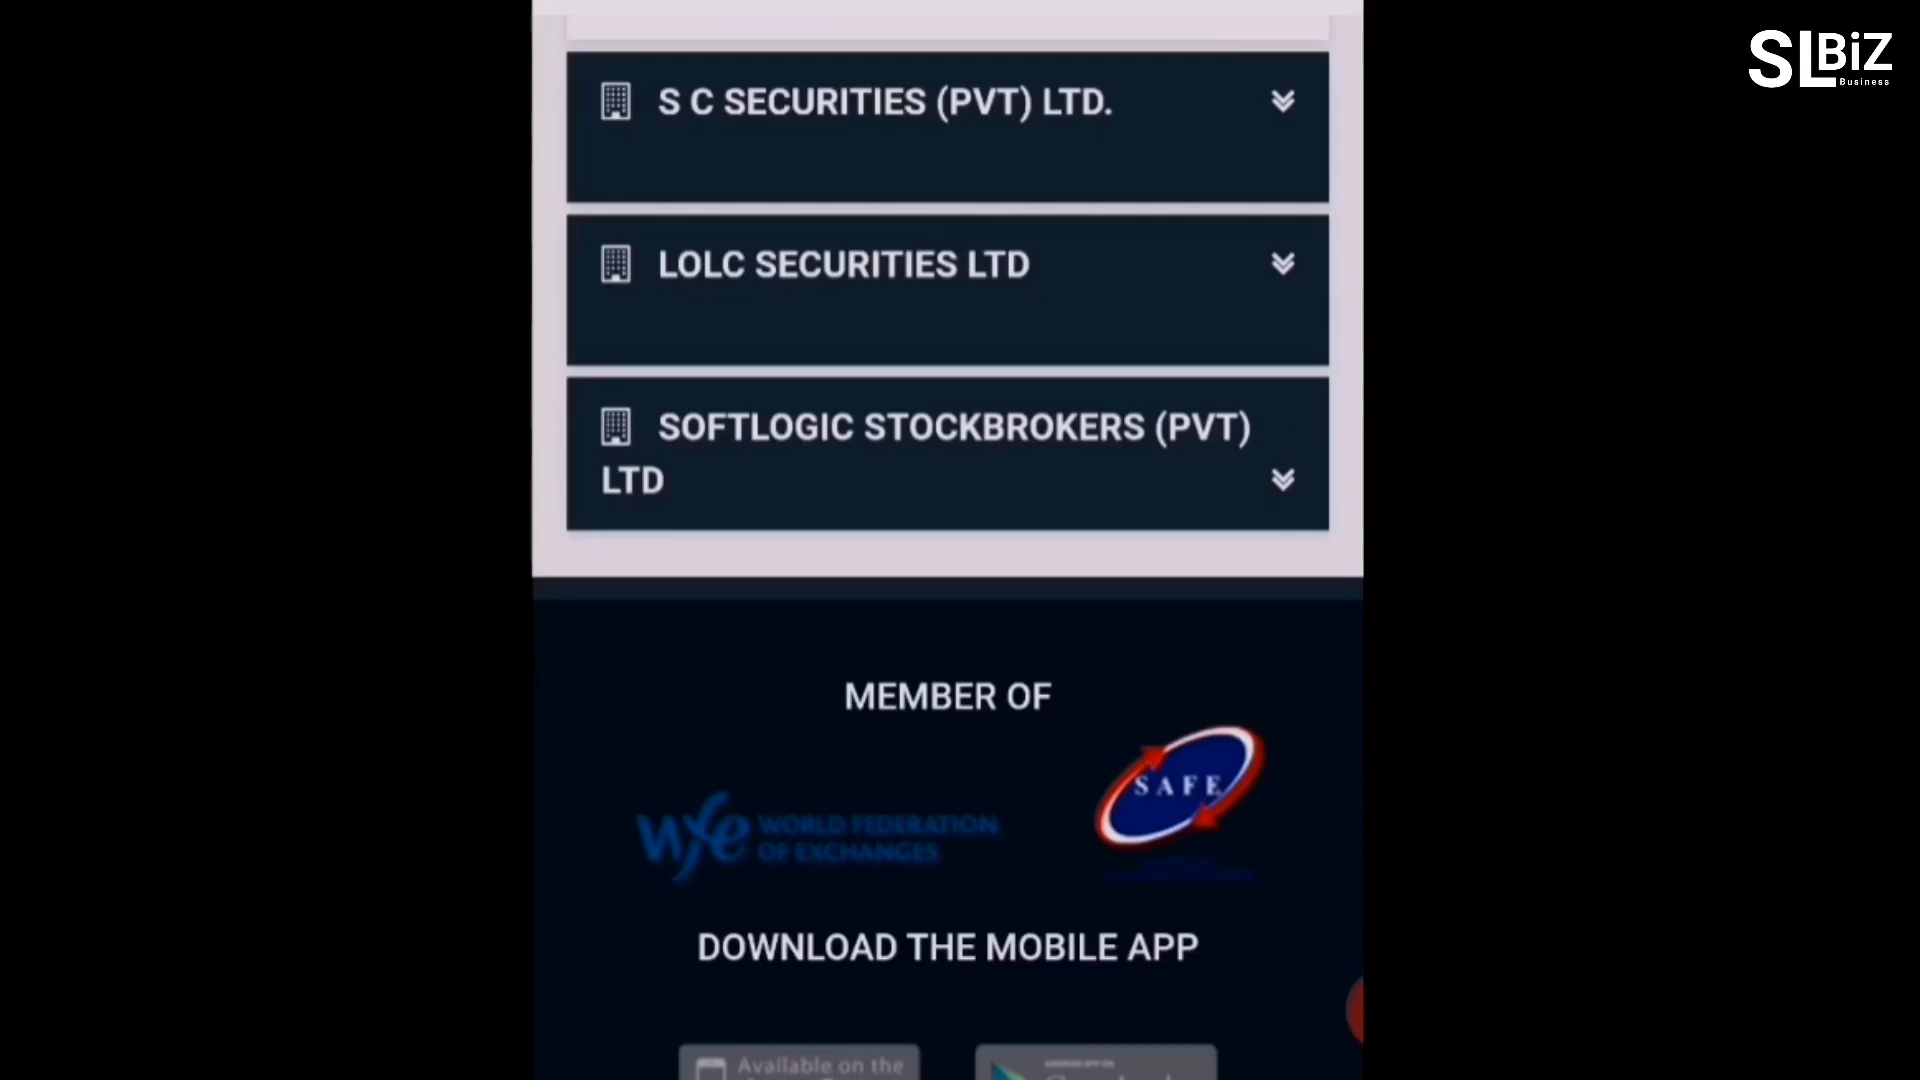 SLBiZ
Business
S C SECURITIES (PVT) LTD.
LOLC SECURITIES LTD
SOFTLOGIC STOCKBROKERS (PVT)
LTD
MEMBER OF
SAFE
wfe WORLD FEDERATION
OF EXCHANGES
DOWNLOAD THE MOBILE APP
Available on the